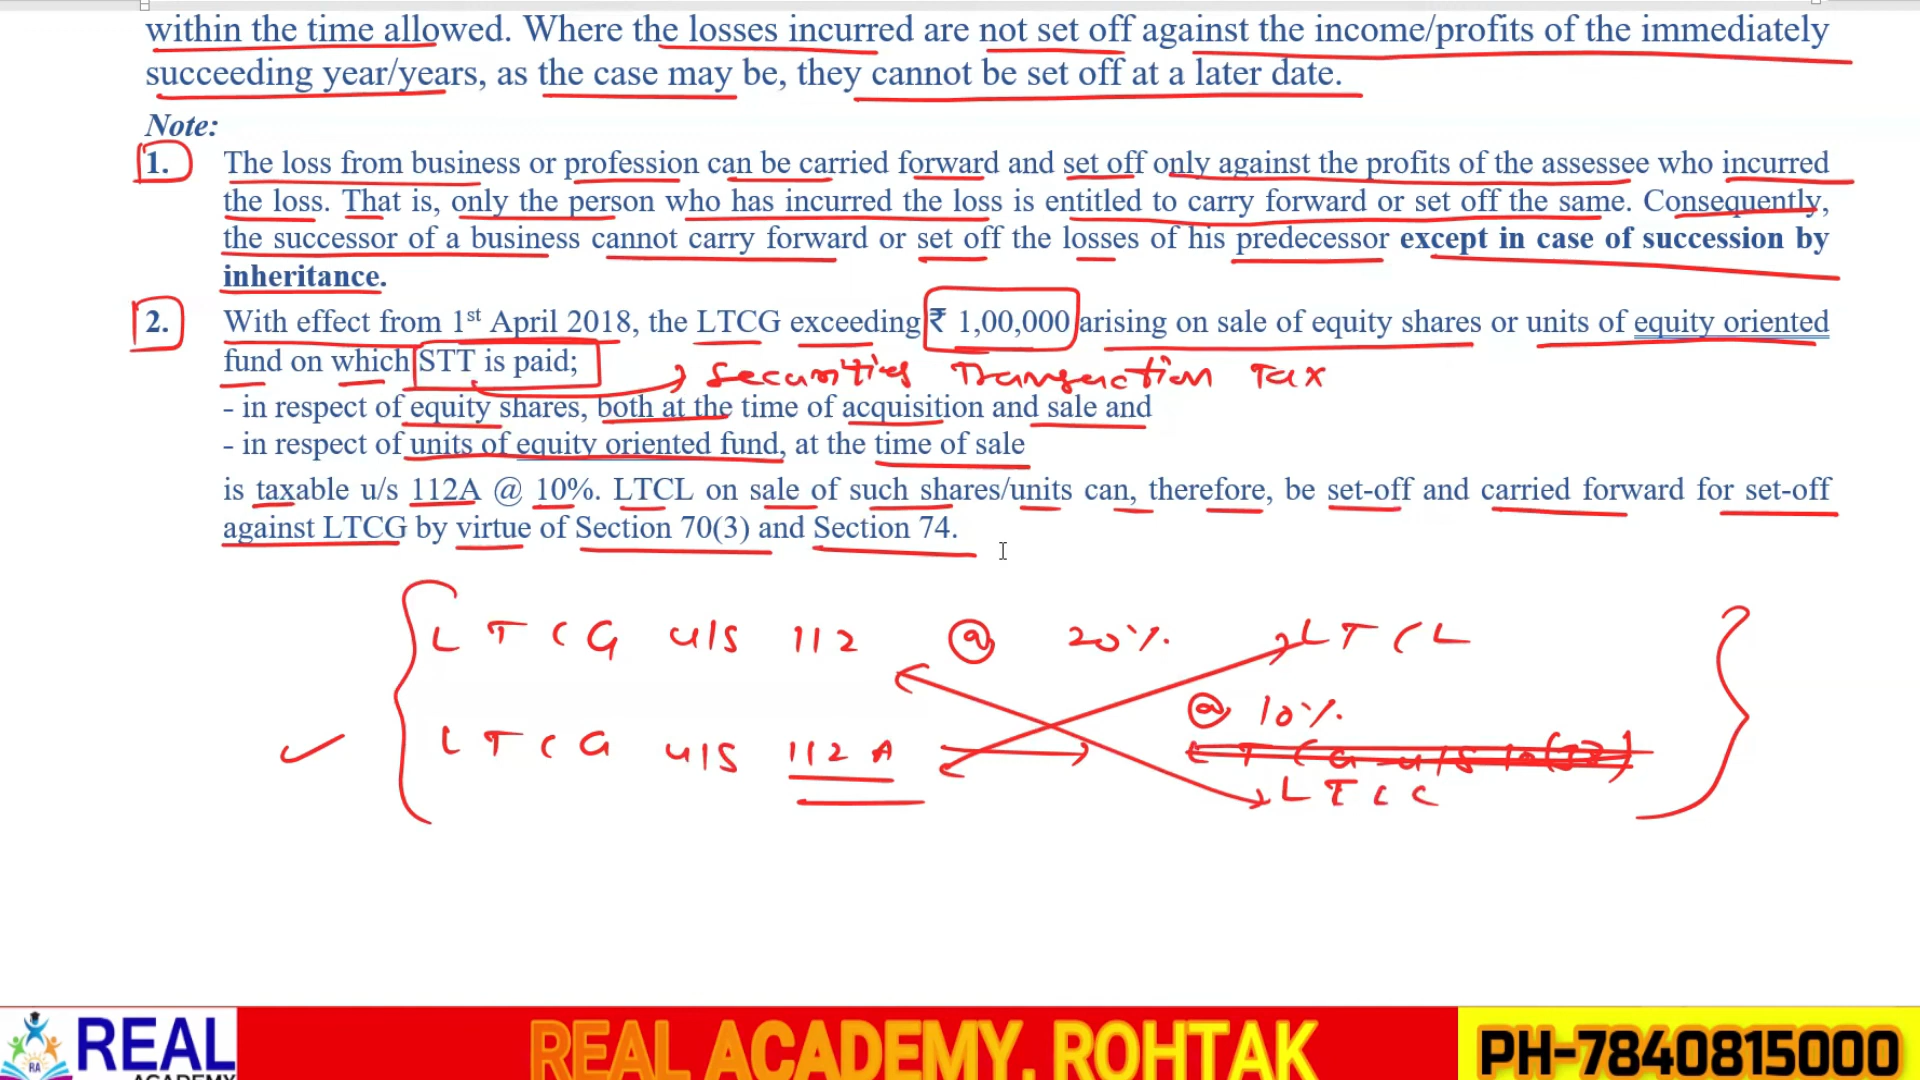 within the time allowed. Where the losses incurred are not set off against the income/profits of the immediately
succeeding year/years, as the case may be, they cannot be set off at a later date.
Note:
1. The loss from business or profession can be carried forward and set off only against the profits of the assessee who incurred
the loss. That is, only the person who has incurred the loss is entitled to carry forward or set off the same. Consequently,
the successor of a business cannot carry forward or set off the losses of his predecessor except in case of succession by
inheritance.
2. With effect from 1st April 2018, the LTCG exceeding ₹ 1,00,000 arising on sale of equity shares or units of equity oriented
fund on which STT is paid;
Securities Transaction Tax
- in respect of equity shares, both at the time of acquisition and sale and
- in respect of units of equity oriented fund, at the time of sale
is taxable u/s 112A @ 10%. LTCL on sale of such shares/units can, therefore, be set-off and carried forward for set-off
against LTCG by virtue of Section 70(3) and Section 74.
LTCG u/s 112 @ 20% LTCL
@ 10%
LTCG u/s 112A
REAL
ACADEMY
RA
REAL ACADEMY, ROHTAK
PH-7840815000